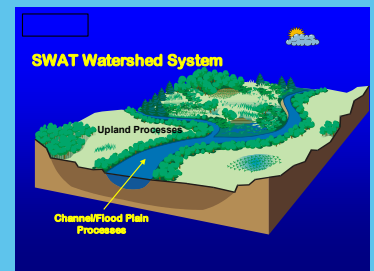 SWAT Watershed System
Upland Processes
Channel/Flood Plain
Processes